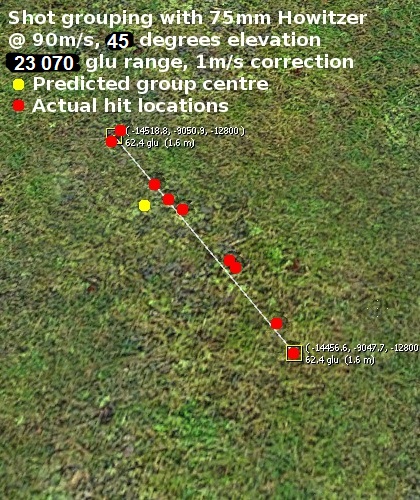 Shot grouping with 75mm Howitzer
@ 90m/s, 45 degrees elevation
23 070 glu range, 1m/s correction
Predicted group centre
Actual hit locations
( -14518.8, -9050.9, -12800 )
62.4 glu (1.6 m)
( -14456.6, -9047.7, -12800
62.4 glu (1.6 m)